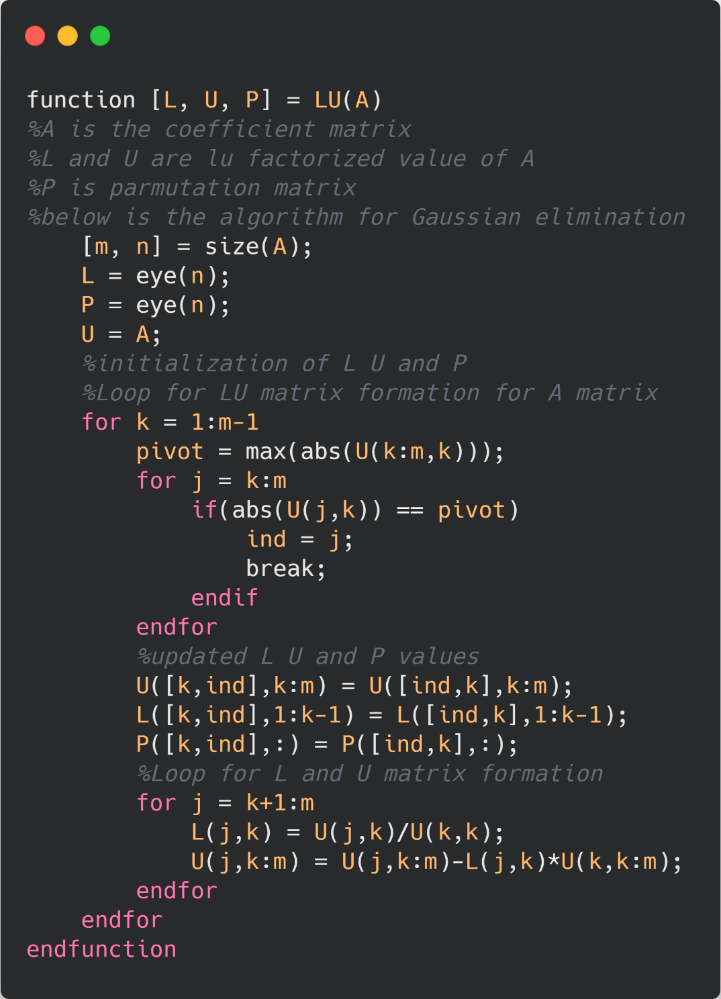 function [L, U, P] = LU(A)
%A is the coefficient matrix
%L and U are lu factorized value of A
%P is parmutation matrix
%below is the algorithm for Gaussian elimination
    [m, n] = size(A);
    L = eye(n);
    P = eye(n);
    U = A;
    %initialization of L U and P
    %Loop for LU matrix formation for A matrix
    for k = 1:m-1
        pivot = max(abs(U(k:m,k)));
        for j = k:m
            if(abs(U(j,k)) == pivot)
                ind = j;
                break;
            endif
        endfor
        %updated L U and P values
        U([k,ind],k:m) = U([ind,k],k:m);
        L([k,ind],1:k-1) = L([ind,k],1:k-1);
        P([k,ind],:) = P([ind,k],:);
        %Loop for L and U matrix formation
        for j = k+1:m
            L(j,k) = U(j,k)/U(k,k);
            U(j,k:m) = U(j,k:m)-L(j,k)*U(k,k:m);
        endfor
    endfor
endfunction